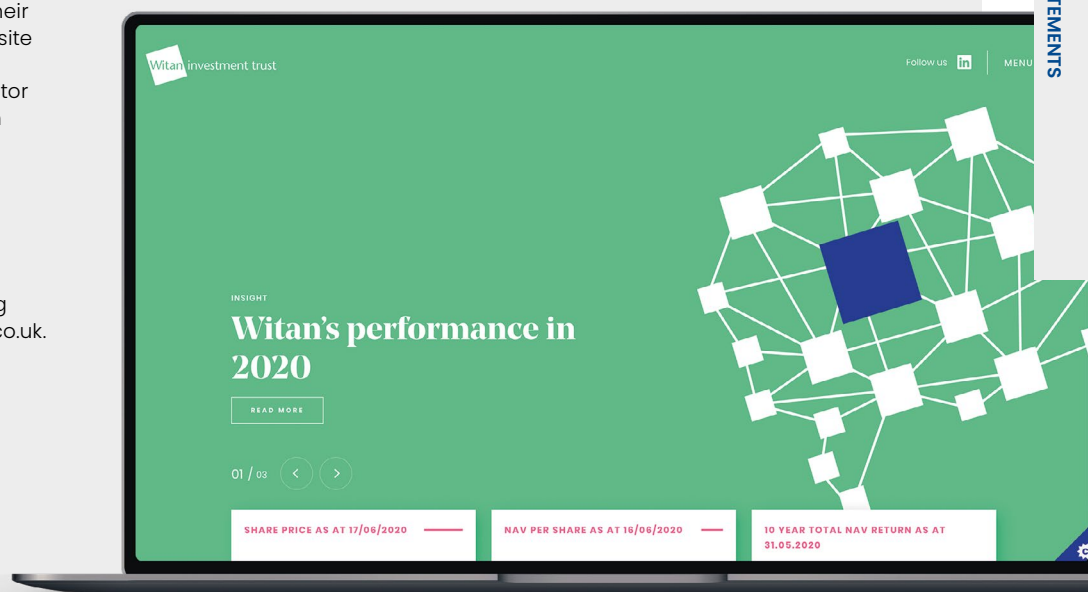 heir
site
tor
g
co.uk.
TEMENTS
Witan investment trust
Follow us in MENU
INSIGHT
Witan’s performance in
2020
READ MORE
01 / 03
SHARE PRICE AS AT 17/06/2020
NAV PER SHARE AS AT 16/06/2020
10 YEAR TOTAL NAV RETURN AS AT
31.05.2020